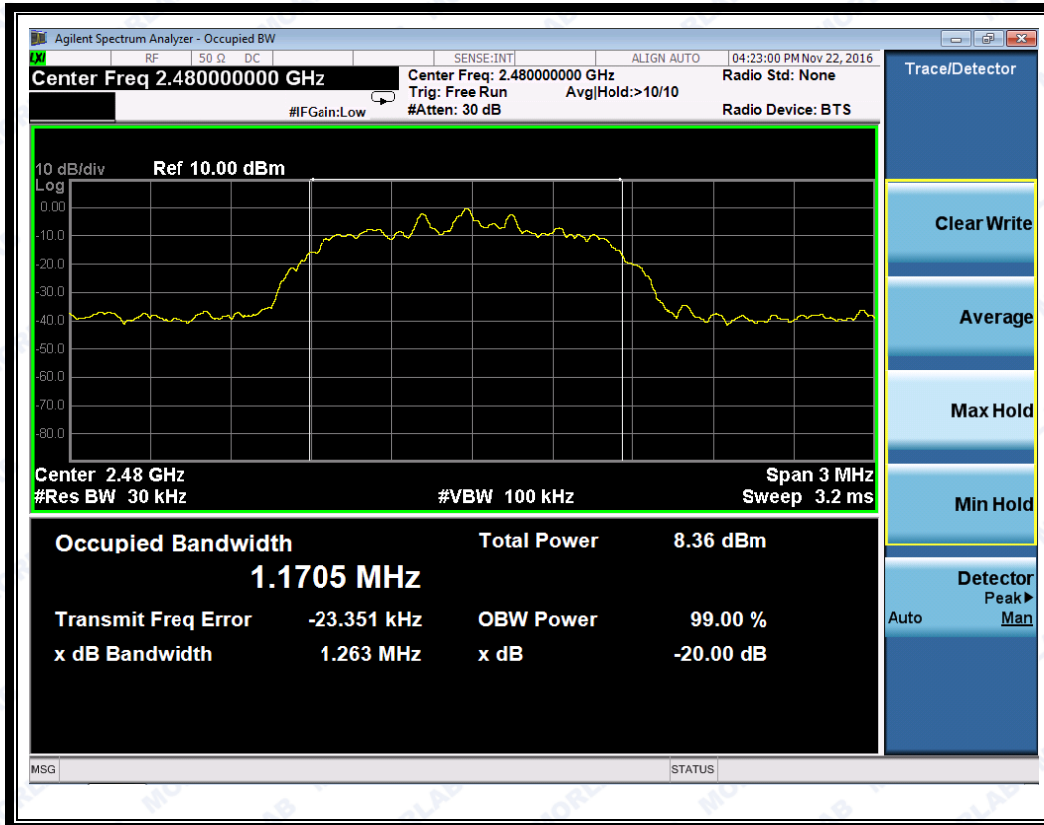 Agilent Spectrum Analyzer - Occupied BW
LXI RF 50 Ω DC SENSE:INT ALIGN AUTO 04:23:00 PM Nov 22, 2016
Center Freq 2.480000000 GHz
Center Freq: 2.480000000 GHz
Radio Std: None
Trig: Free Run Avg|Hold:>10/10
#IFGain:Low
#Atten: 30 dB
Radio Device: BTS
10 dB/div Ref 10.00 dBm
Log
0.00
-10.0
-20.0
-30.0
-40.0
-50.0
-60.0
-70.0
-80.0
Center 2.48 GHz Span 3 MHz
#Res BW 30 kHz #VBW 100 kHz Sweep 3.2 ms
Occupied Bandwidth Total Power 8.36 dBm
1.1705 MHz
Transmit Freq Error -23.351 kHz OBW Power 99.00 %
x dB Bandwidth 1.263 MHz x dB -20.00 dB
MSG STATUS
Trace/Detector
Clear Write
Average
Max Hold
Min Hold
Detector
Peak▶
Auto Man
MORLAB